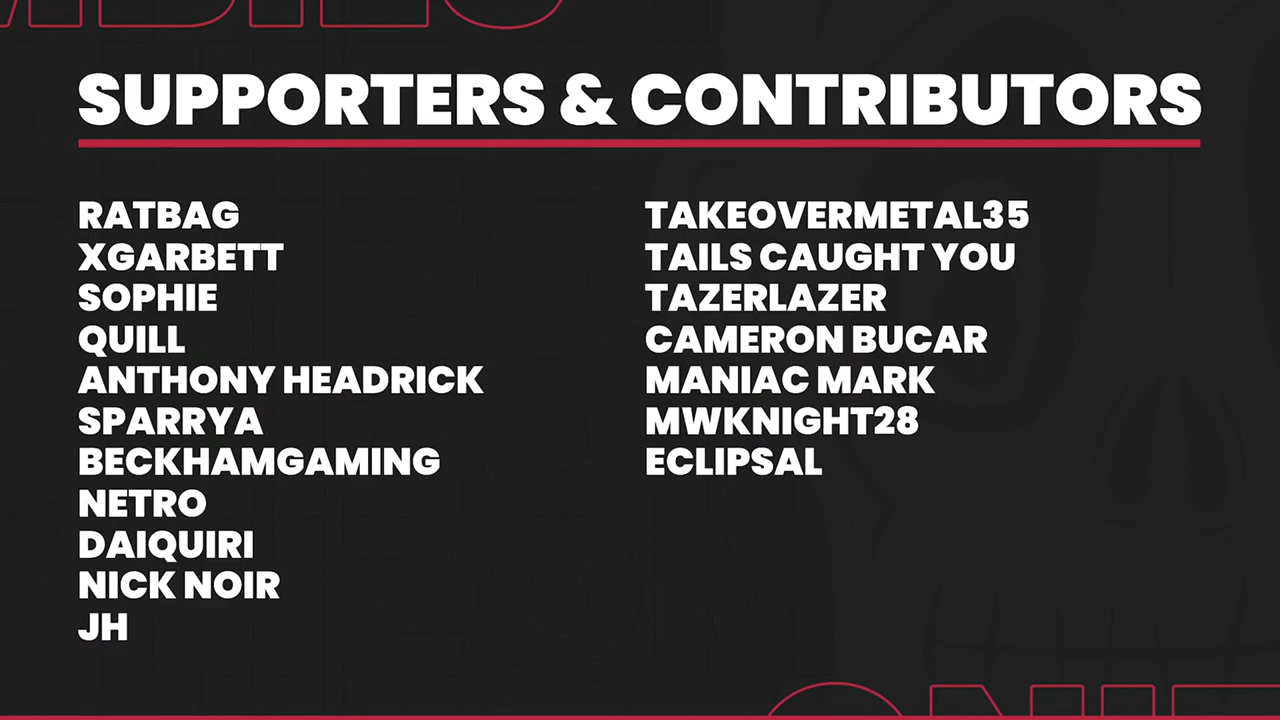 SUPPORTERS & CONTRIBUTORS
RATBAG
XGARBETT
SOPHIE
QUILL
ANTHONY HEADRICK
SPARRYA
BECKHAMGAMING
NETRO
DAIQUIRI
NICK NOIR
JH
TAKEOVERMETAL35
TAILS CAUGHT YOU
TAZERLAZER
CAMERON BUCAR
MANIAC MARK
MWKNIGHT28
ECLIPSAL